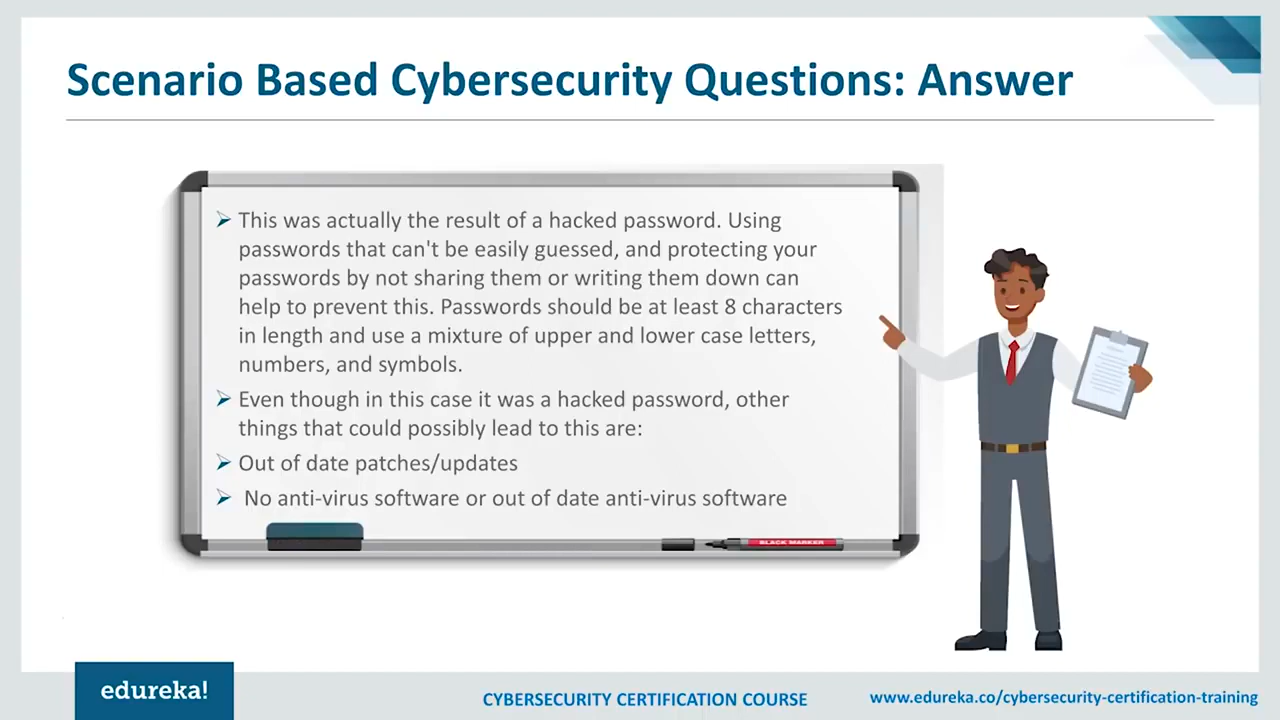 Scenario Based Cybersecurity Questions: Answer
This was actually the result of a hacked password. Using
passwords that can't be easily guessed, and protecting your
passwords by not sharing them or writing them down can
help to prevent this. Passwords should be at least 8 characters
in length and use a mixture of upper and lower case letters,
numbers, and symbols.
Even though in this case it was a hacked password, other
things that could possibly lead to this are:
Out of date patches/updates
No anti-virus software or out of date anti-virus software
BLACK MARKER
edureka!
CYBERSECURITY CERTIFICATION COURSE
www.edureka.co/cybersecurity-certification-training